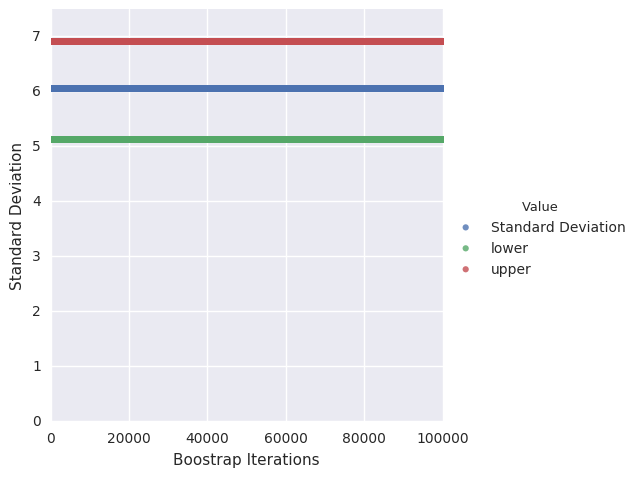 7
6
5
4
3
2
1
0
Standard Deviation
0 20000 40000 60000 80000 100000
Boostrap Iterations
Value
Standard Deviation
lower
upper